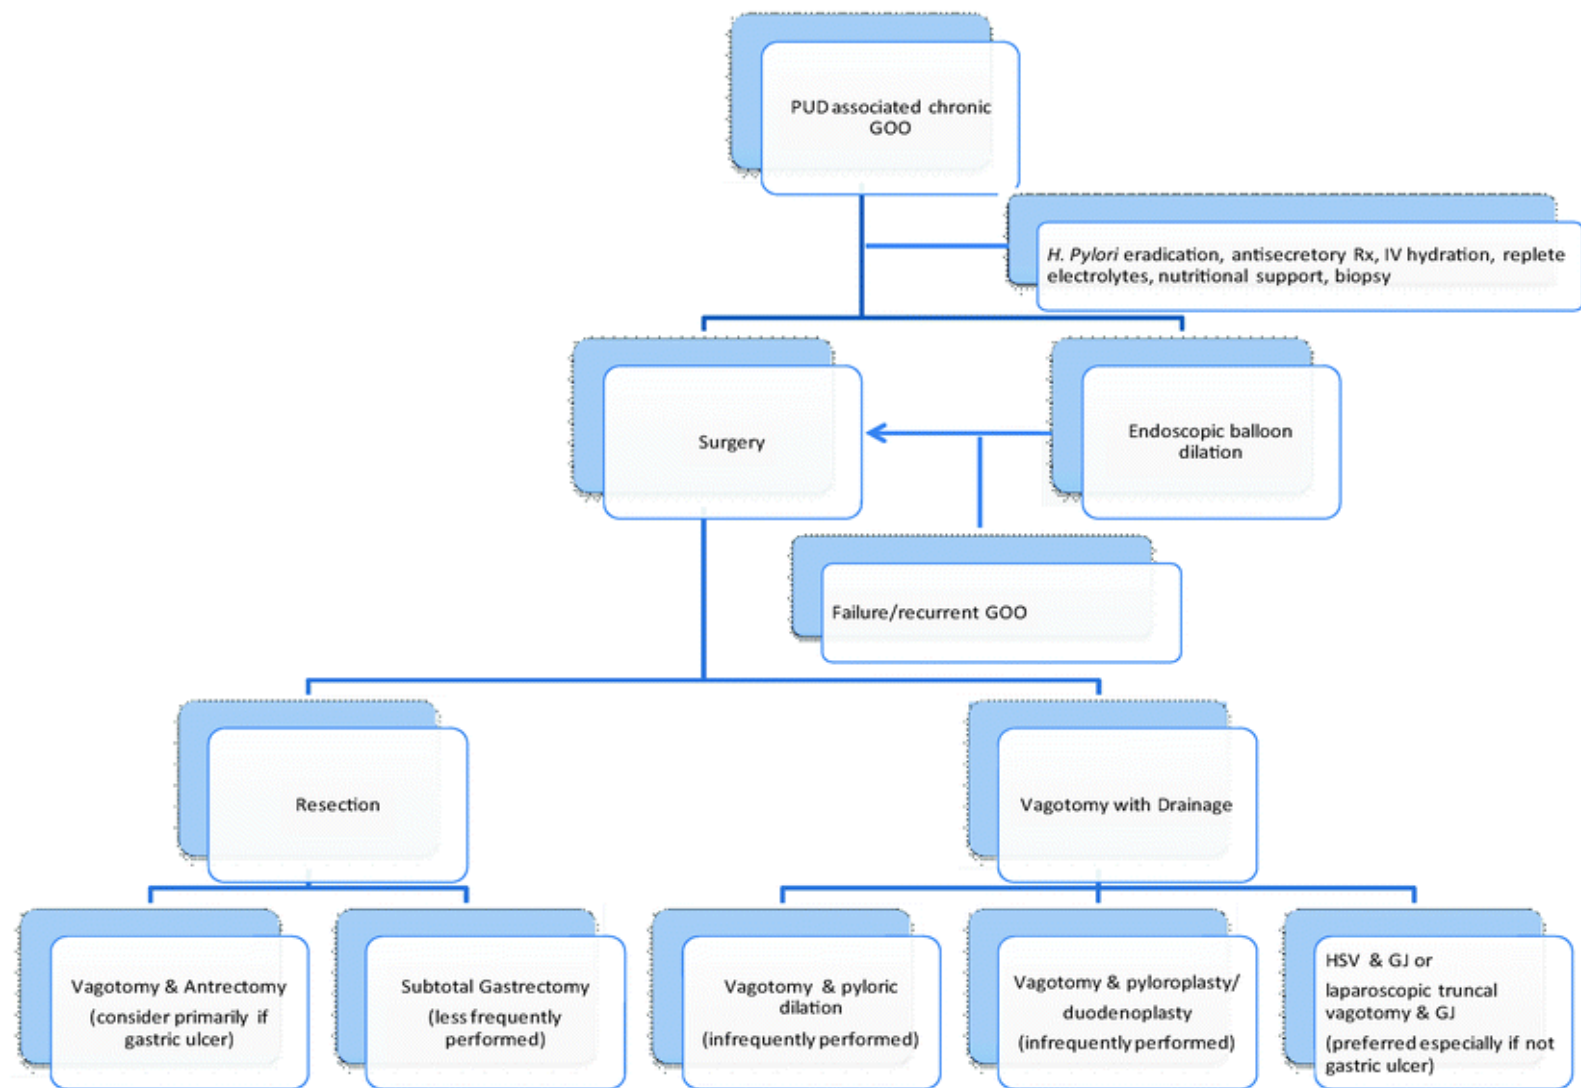 PUD associated chronic
GOO
H. Pylori eradication, antisecretory Rx, IV hydration, replete
electrolytes, nutritional support, biopsy
Surgery
Endoscopic balloon
dilation
Failure/recurrent GOO
Resection
Vagotomy with Drainage
Vagotomy & Antrectomy
(consider primarily if
gastric ulcer)
Subtotal Gastrectomy
(less frequently
performed)
Vagotomy & pyloric
dilation
(infrequently performed)
Vagotomy & pyloroplasty/
duodenoplasty
(infrequently performed)
HSV & GJ or
laparoscopic truncal
vagotomy & GJ
(preferred especially if not
gastric ulcer)